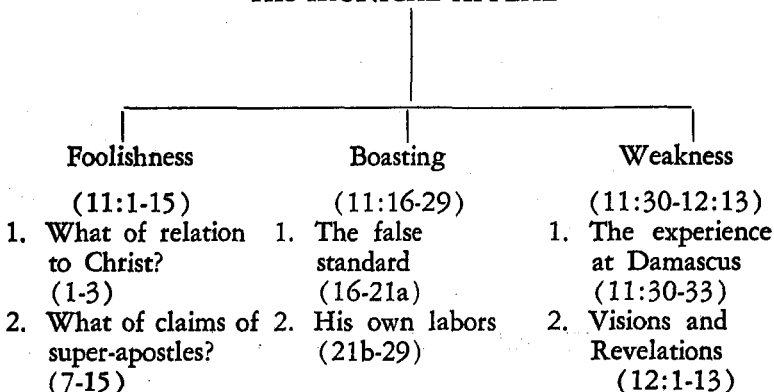 Foolishness
(11:1-15)
1. What of relation
to Christ?
(1-3)
2. What of claims of
super-apostles?
(7-15)
Boasting
(11:16-29)
1. The false
standard
(16-21a)
2. His own labors
(21b-29)
Weakness
(11:30-12:13)
1. The experience
at Damascus
(11:30-33)
2. Visions and
Revelations
(12:1-13)